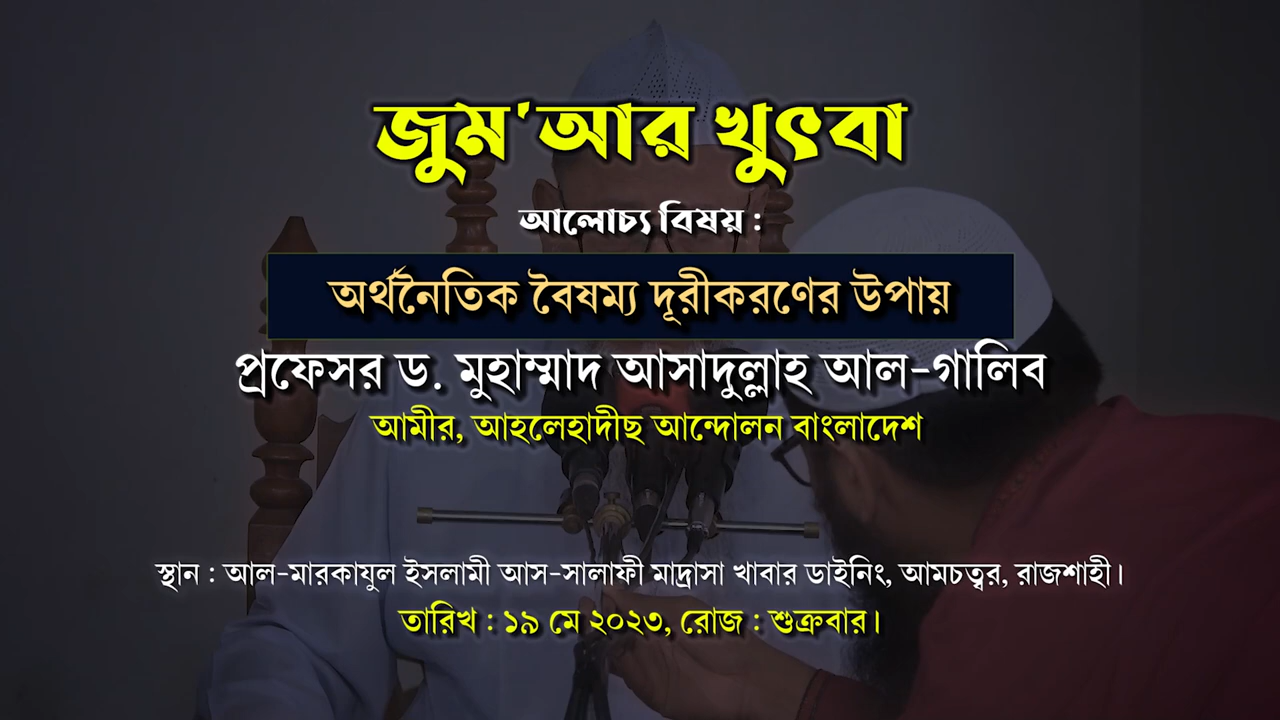 জুম'আর খুৎবা
আলোচ্য বিষয় :
অর্থনৈতিক বৈষম্য দূরীকরণের উপায়
প্রফেসর ড. মুহাম্মাদ আসাদুল্লাহ আল-গালিব
আমীর, আহলেহাদীছ আন্দোলন বাংলাদেশ
স্থান : আল-মারকাযুল ইসলামী আস-সালাফী মাদ্রাসা খাবার ডাইনিং, আমচত্বর, রাজশাহী।
তারিখ : ১৯ মে ২০২৩, রোজ : শুক্রবার।